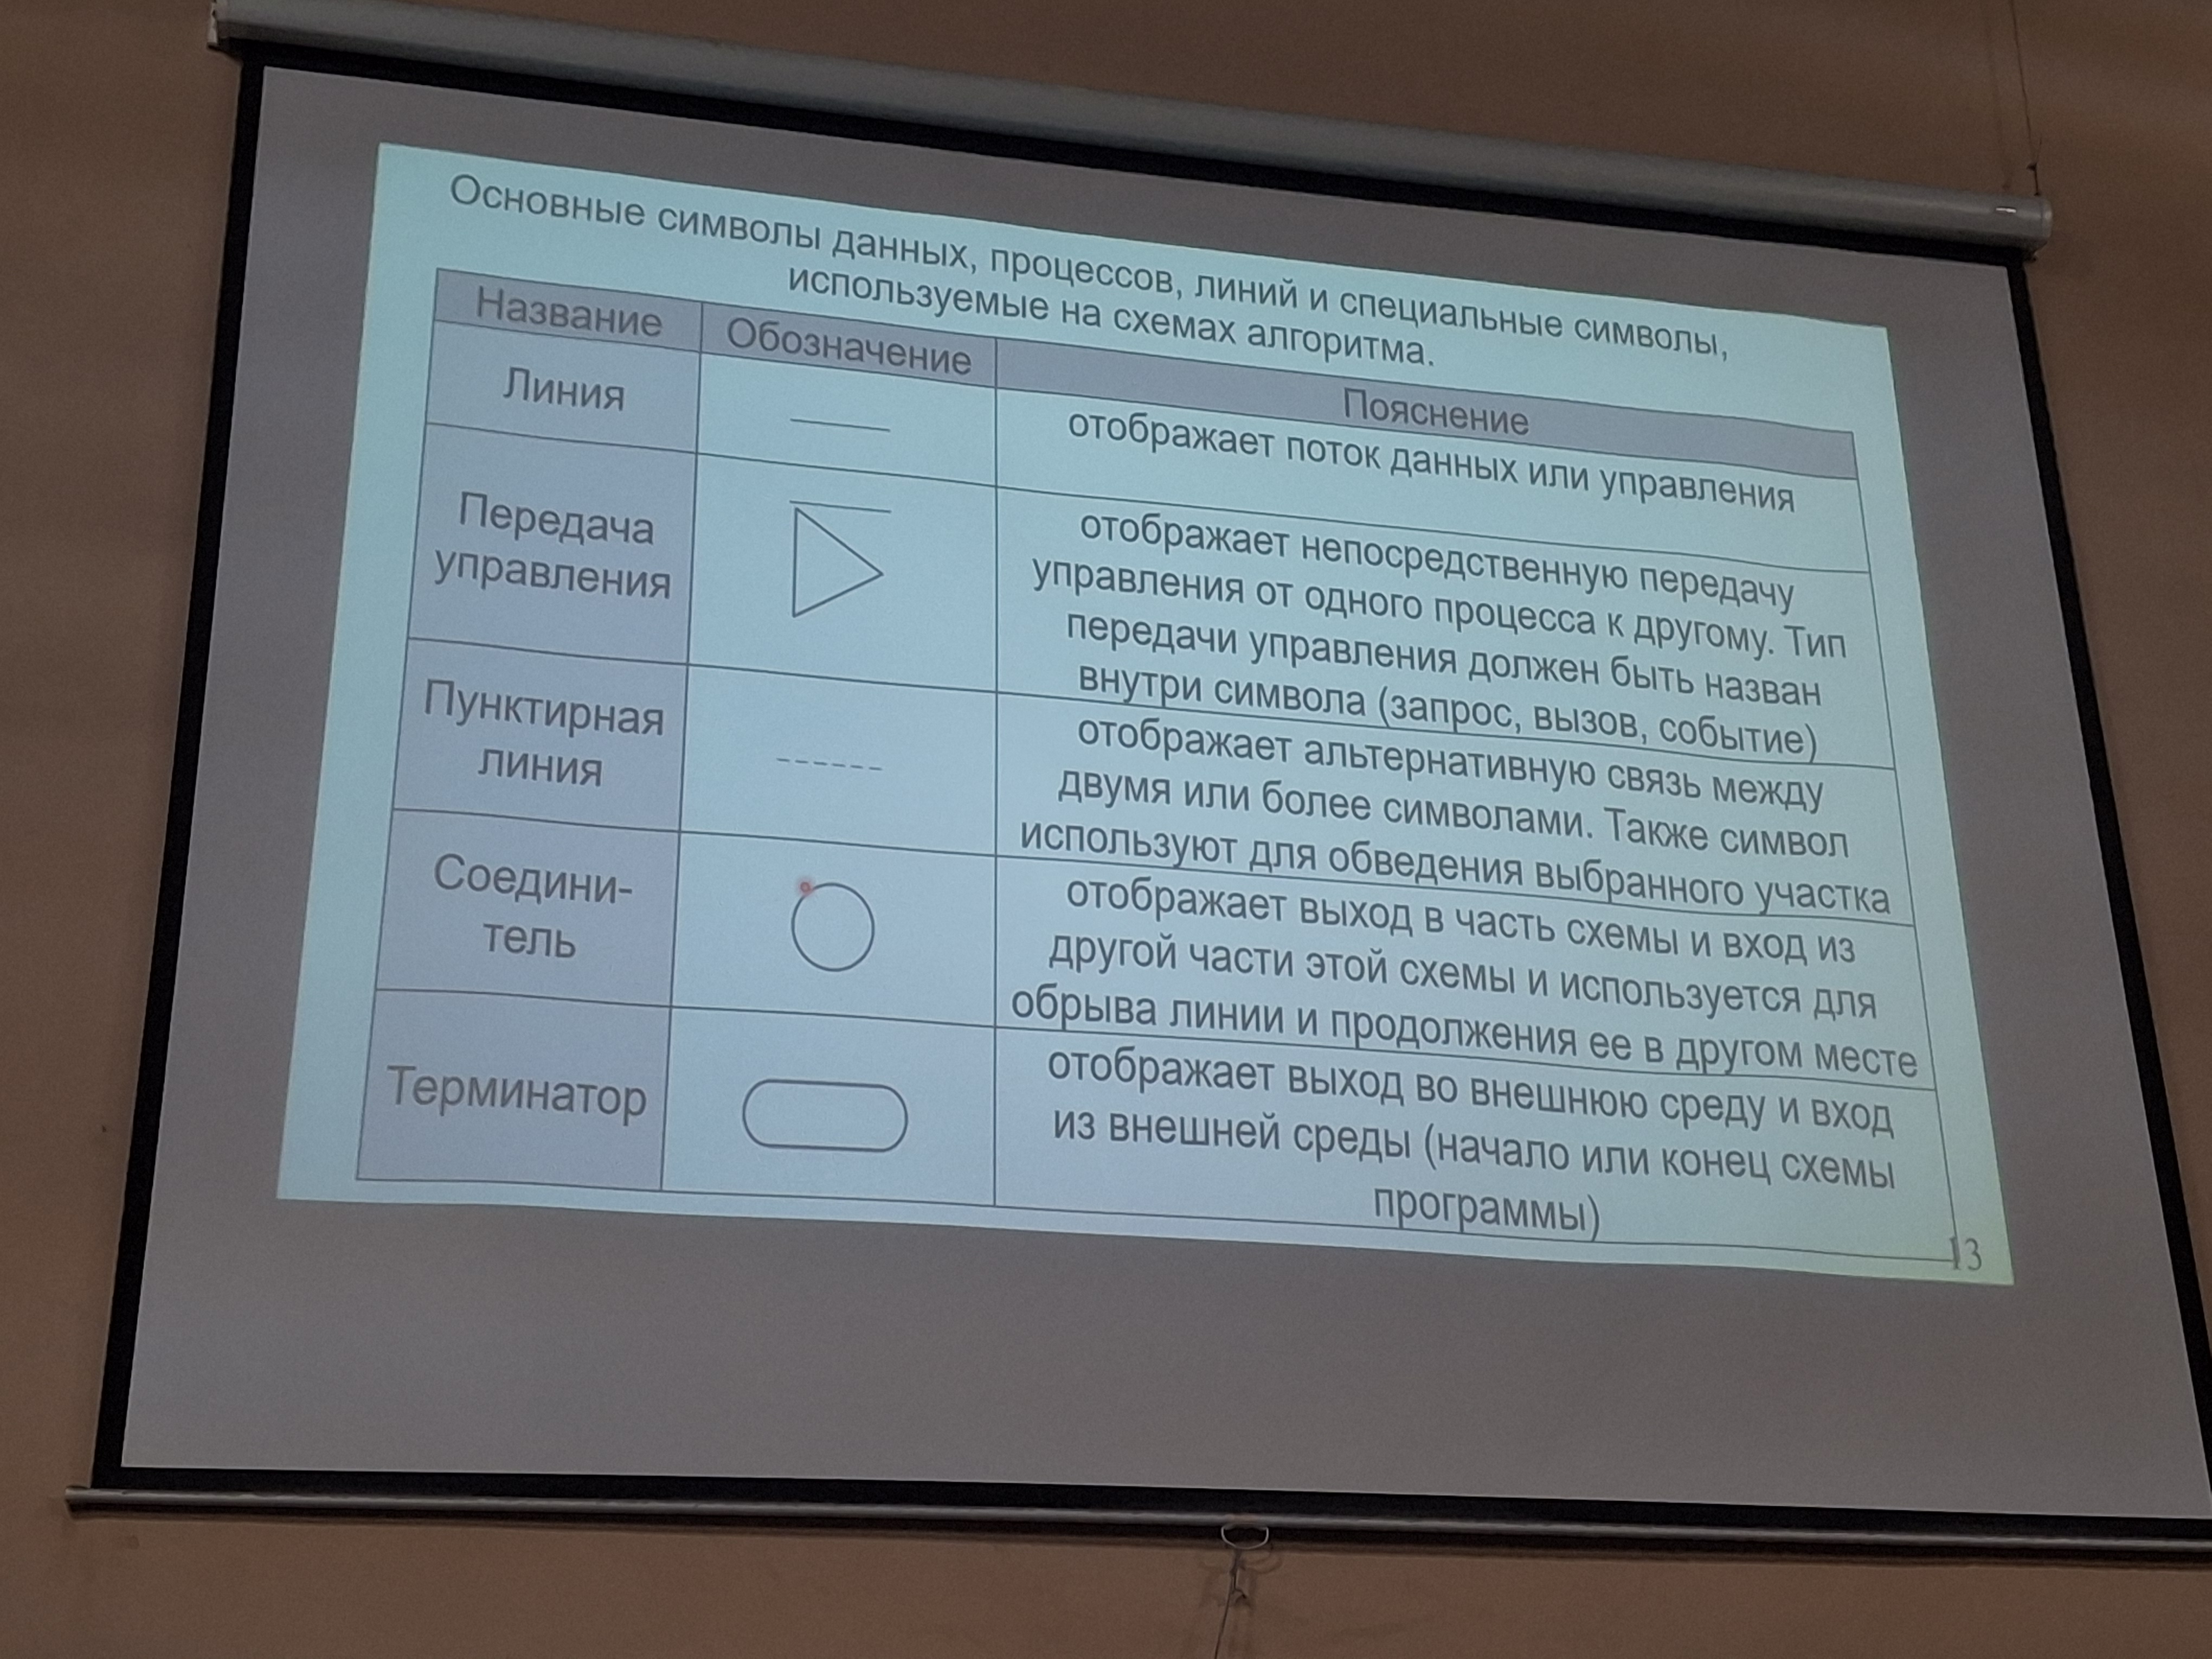 Основные символы данных, процессов, линий и специальные символы,
используемые на схемах алгоритма.
Название
Обозначение
Пояснение
Линия
отображает поток данных или управления
Передача
управления
отображает непосредственную передачу
управления от одного процесса к другому. Тип
передачи управления должен быть назван
внутри символа (запрос, вызов, событие)
Пунктирная
линия
отображает альтернативную связь между
двумя или более символами. Также символ
используют для обведения выбранного участка
Соедини-
тель
отображает выход в часть схемы и вход из
другой части этой схемы и используется для
обрыва линии и продолжения ее в другом месте
Терминатор
отображает выход во внешнюю среду и вход
из внешней среды (начало или конец схемы
программы)
13